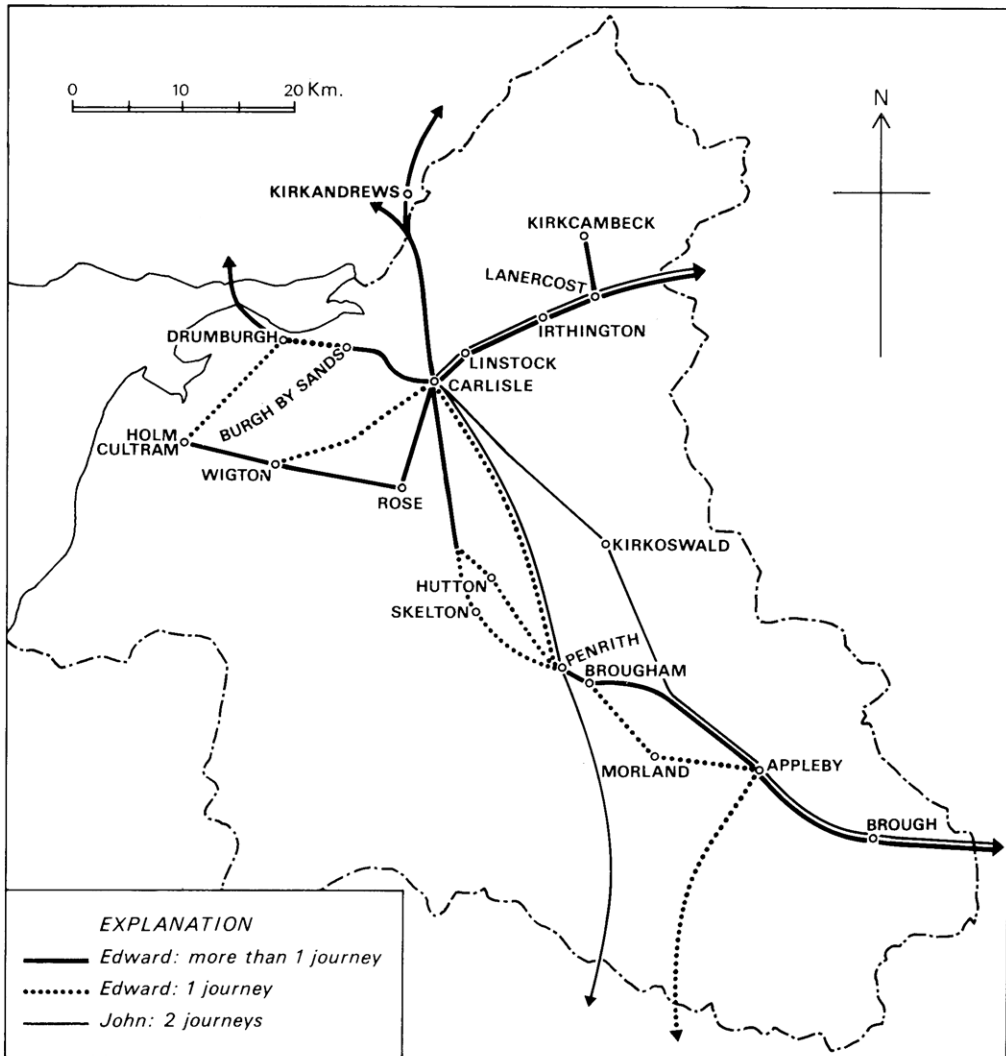 0 10 20 Km.
N
KIRKANDREWS
KIRKCAMBECK
LANERCOST
IRTHINGTON
DRUMBURGH
LINSTOCK
BURGH BY SANDS
CARLISLE
HOLM
CULTRAM
WIGTON
ROSE
KIRKOSWALD
HUTTON
SKELTON
PENRITH
BROUGHAM
MORLAND
APPLEBY
BROUGH
EXPLANATION
Edward: more than 1 journey
Edward: 1 journey
John: 2 journeys